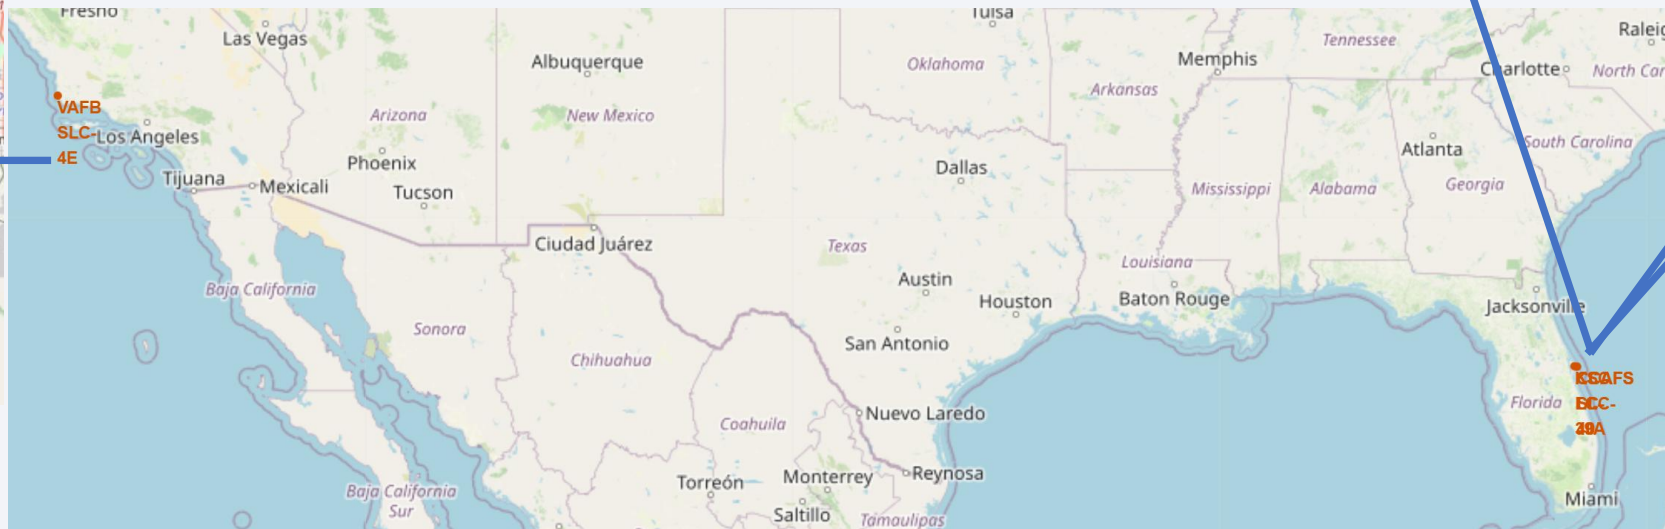 Fresno
Las Vegas
Albuquerque
Tulsa
Oklahoma
Memphis
Tennessee
Raleig
Charlotte
North Car
Arkansas
VAFB
SLC-
4E
Los Angeles
Arizona
New Mexico
Phoenix
Dallas
Atlanta
South Carolina
Tijuana
Mexicali
Tucson
Mississippi
Alabama
Georgia
Ciudad Juárez
Texas
Louisiana
Baja California
Austin
Houston
Baton Rouge
Jacksonville
Sonora
Chihuahua
San Antonio
Florida
Nuevo Laredo
Coahuila
Torreón
Monterrey
Reynosa
Baja California
Sur
Saltillo
Tamaulipas
Miami